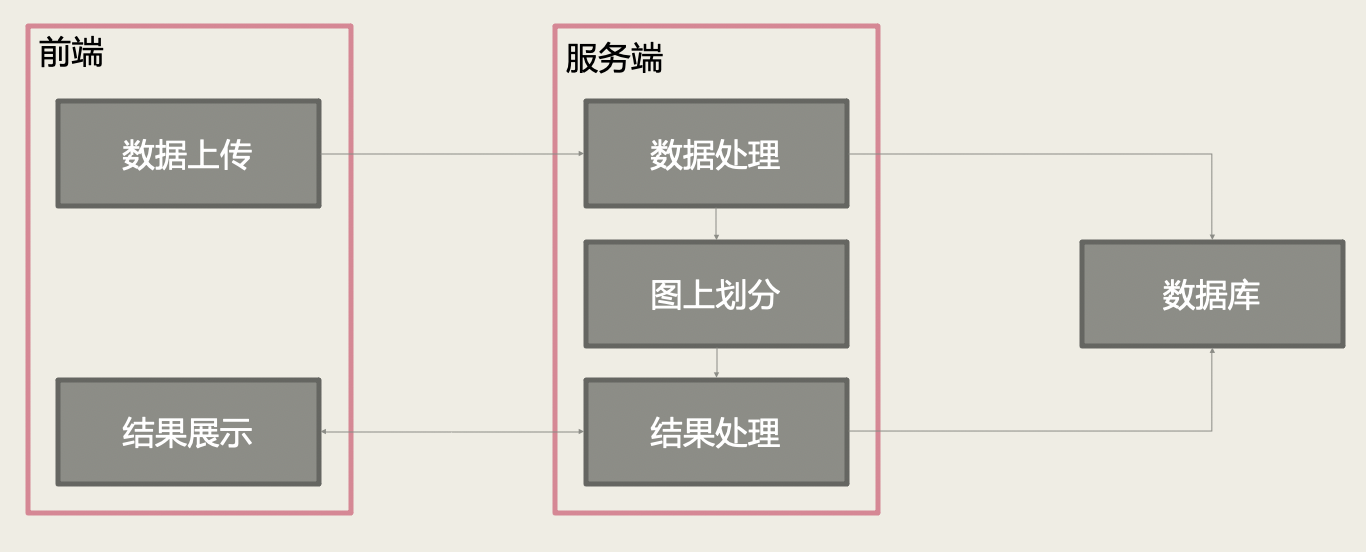 前端
服务端
数据上传
数据处理
图上划分
数据库
结果展示
结果处理